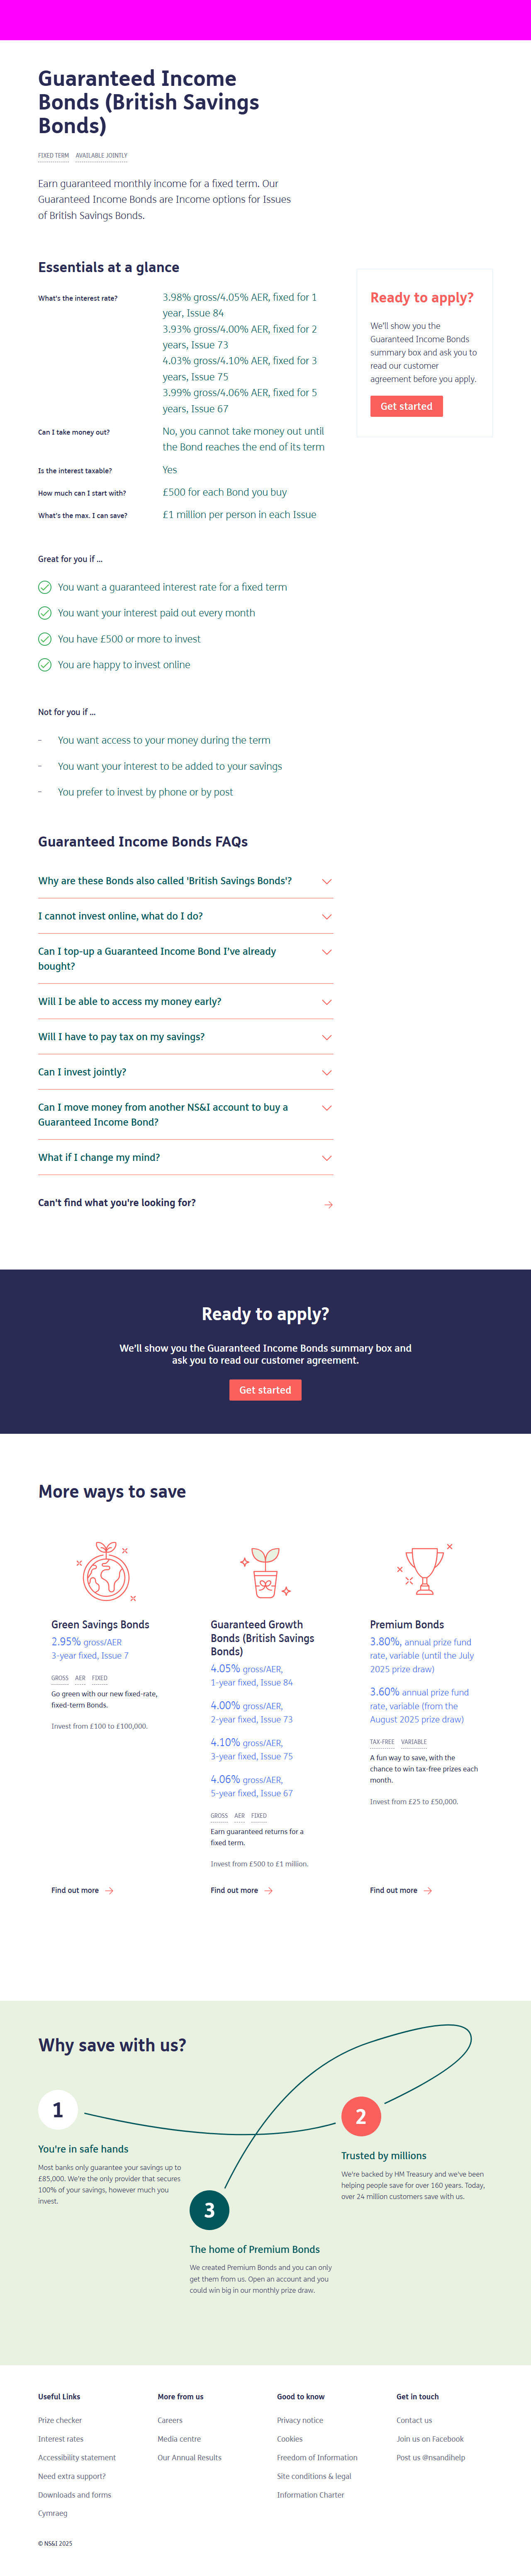 Guaranteed Income
Bonds (British Savings
Bonds)
FIXED TERM AVAILABLE JOINTLY
Earn guaranteed monthly income for a fixed term. Our
Guaranteed Income Bonds are Income options for Issues
of British Savings Bonds.
Essentials at a glance
What's the interest rate?
3.98% gross/4.05% AER, fixed for 1
year, Issue 84
3.93% gross/4.00% AER, fixed for 2
years, Issue 73
4.03% gross/4.10% AER, fixed for 3
years, Issue 75
3.99% gross/4.06% AER, fixed for 5
years, Issue 67
Can I take money out?
No, you cannot take money out until
the Bond reaches the end of its term
Is the interest taxable?
Yes
How much can I start with?
£500 for each Bond you buy
What's the max. I can save?
£1 million per person in each Issue
Ready to apply?
We'll show you the
Guaranteed Income Bonds
summary box and ask you to
read our customer
agreement before you apply.
Get started
Great for you if ...
You want a guaranteed interest rate for a fixed term
You want your interest paid out every month
You have £500 or more to invest
You are happy to invest online
Not for you if ...
– You want access to your money during the term
– You want your interest to be added to your savings
– You prefer to invest by phone or by post
Guaranteed Income Bonds FAQs
Why are these Bonds also called 'British Savings Bonds'?
I cannot invest online, what do I do?
Can I top-up a Guaranteed Income Bond I've already
bought?
Will I be able to access my money early?
Will I have to pay tax on my savings?
Can I invest jointly?
Can I move money from another NS&I account to buy a
Guaranteed Income Bond?
What if I change my mind?
Can't find what you're looking for?
Ready to apply?
We'll show you the Guaranteed Income Bonds summary box and
ask you to read our customer agreement.
Get started
More ways to save
Green Savings Bonds
2.95% gross/AER
3-year fixed, Issue 7
GROSS AER FIXED
Go green with our new fixed-rate,
fixed-term Bonds.
Invest from £100 to £100,000.
Find out more
Guaranteed Growth
Bonds (British Savings
Bonds)
4.05% gross/AER,
1-year fixed, Issue 84
4.00% gross/AER,
2-year fixed, Issue 73
4.10% gross/AER,
3-year fixed, Issue 75
4.06% gross/AER,
5-year fixed, Issue 67
GROSS AER FIXED
Earn guaranteed returns for a
fixed term.
Invest from £500 to £1 million.
Find out more
Premium Bonds
3.80%, annual prize fund
rate, variable (until the July
2025 prize draw)
3.60% annual prize fund
rate, variable (from the
August 2025 prize draw)
TAX-FREE VARIABLE
A fun way to save, with the
chance to win tax-free prizes each
month.
Invest from £25 to £50,000.
Find out more
Why save with us?
1
You're in safe hands
Most banks only guarantee your savings up to
£85,000. We're the only provider that secures
100% of your savings, however much you
invest.
2
Trusted by millions
We're backed by HM Treasury and we've been
helping people save for over 160 years. Today,
over 24 million customers save with us.
3
The home of Premium Bonds
We created Premium Bonds and you can only
get them from us. Open an account and you
could win big in our monthly prize draw.
Useful Links
Prize checker
Interest rates
Accessibility statement
Need extra support?
Downloads and forms
Cymraeg
More from us
Careers
Media centre
Our Annual Results
Good to know
Privacy notice
Cookies
Freedom of Information
Site conditions & legal
Information Charter
Get in touch
Contact us
Join us on Facebook
Post us @nsandihelp
© NS&I 2025